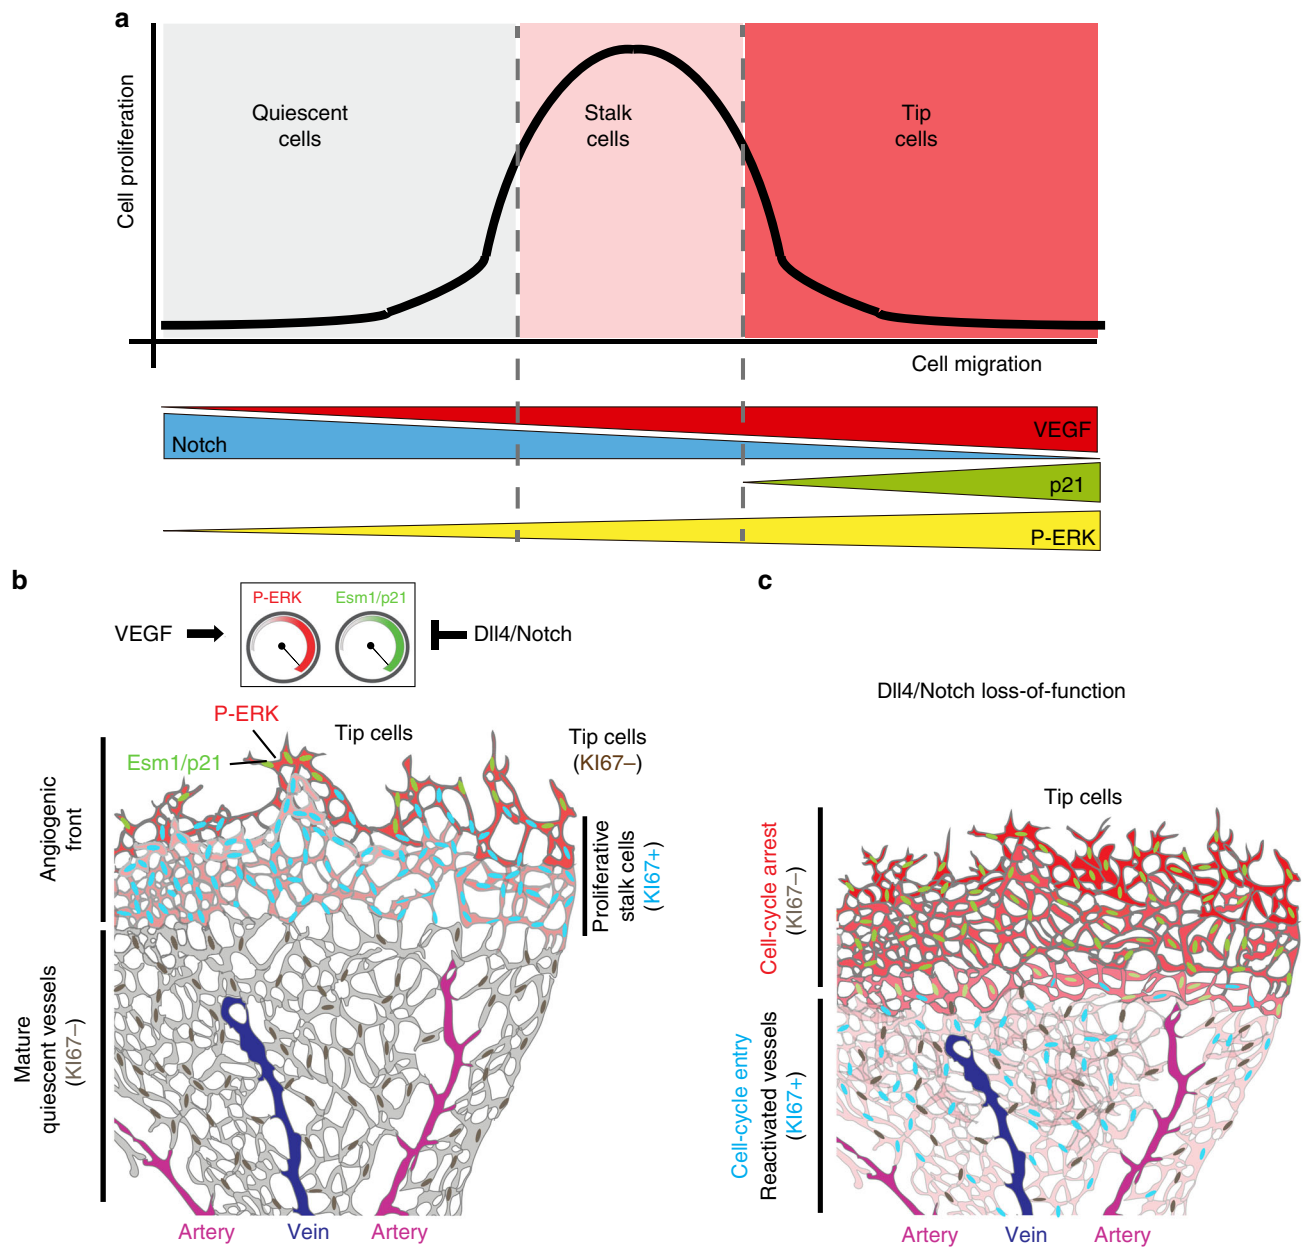 a
Cell proliferation
Quiescent
cells
Stalk
cells
Tip
cells
Cell migration
VEGF
Notch
p21
P-ERK
b
VEGF
P-ERK
Esm1/p21
Dll4/Notch
P-ERK
Esm1/p21
Tip cells
Tip cells
(KI67–)
Angiogenic
front
Proliferative
stalk cells
(KI67+)
Mature
quiescent vessels
(KI67–)
Artery
Vein
Artery
c
Dll4/Notch loss-of-function
Tip cells
Cell-cycle arrest
(KI67–)
Cell-cycle entry
Reactivated vessels
(KI67+)
Artery
Vein
Artery